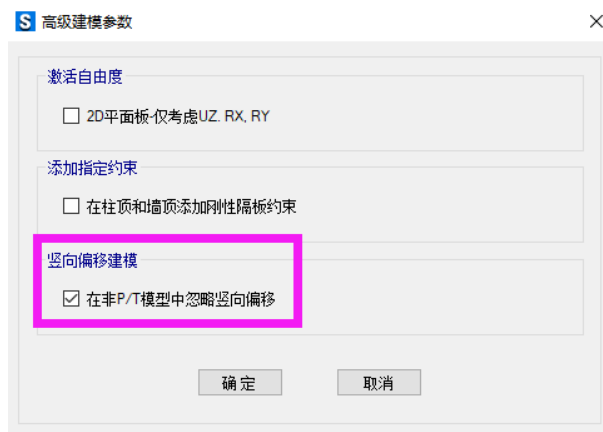 S 高级建模参数
激活自由度
2D平面板-仅考虑UZ. RX, RY
添加指定约束
在柱顶和墙顶添加刚性隔板约束
竖向偏移建模
在非P/T模型中忽略竖向偏移
确定 取消